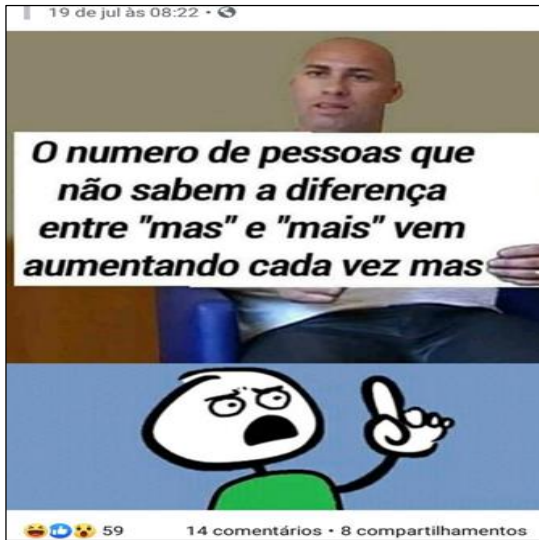 19 de jul às 08:22 ·
O numero de pessoas que
não sabem a diferença
entre "mas" e "mais" vem
aumentando cada vez mas
59 14 comentários · 8 compartilhamentos